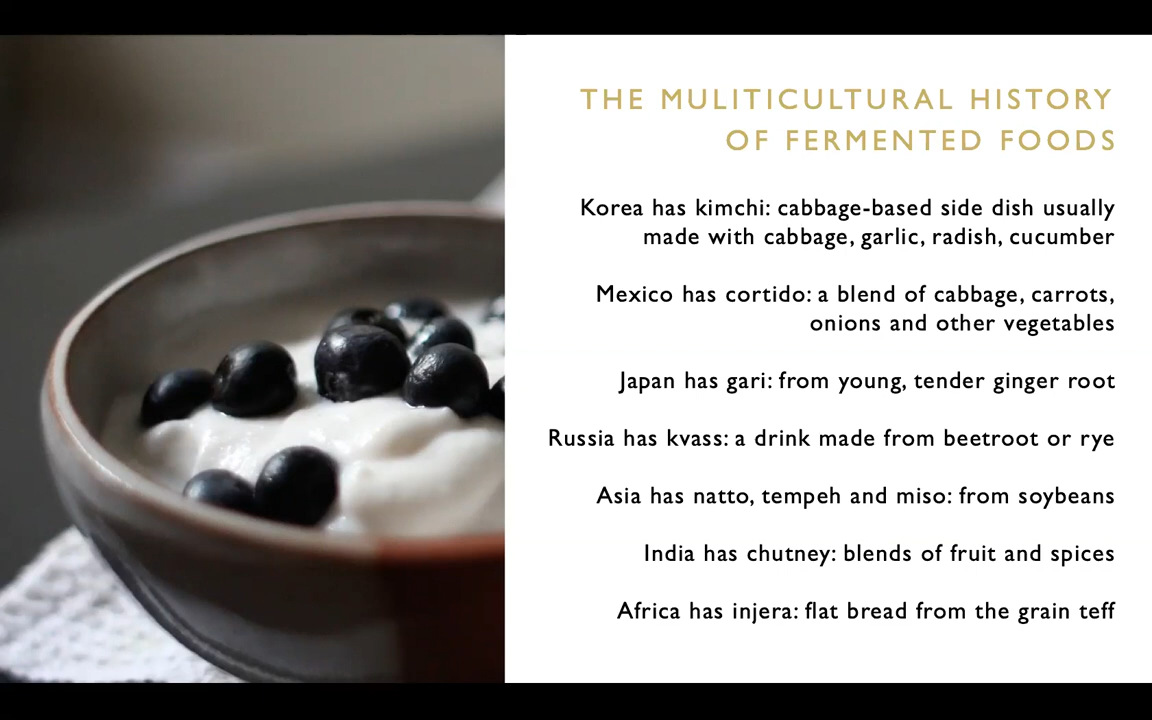 THE MULITICULTURAL HISTORY
OF FERMENTED FOODS
Korea has kimchi: cabbage-based side dish usually
made with cabbage, garlic, radish, cucumber
Mexico has cortido: a blend of cabbage, carrots,
onions and other vegetables
Japan has gari: from young, tender ginger root
Russia has kvass: a drink made from beetroot or rye
Asia has natto, tempeh and miso: from soybeans
India has chutney: blends of fruit and spices
Africa has injera: flat bread from the grain teff